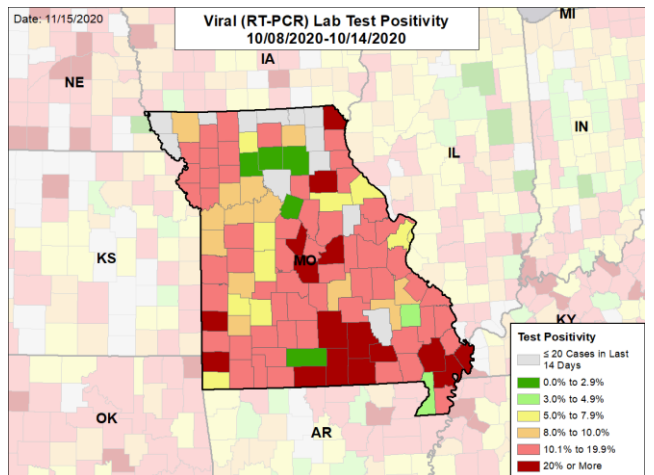 Date: 11/15/2020
Viral (RT-PCR) Lab Test Positivity
10/08/2020-10/14/2020
MI
NE
IA
IL
IN
KS
MO
KY
OK
AR
Test Positivity
≤ 20 Cases in Last
14 Days
0.0% to 2.9%
3.0% to 4.9%
5.0% to 7.9%
8.0% to 10.0%
10.1% to 19.9%
20% or More